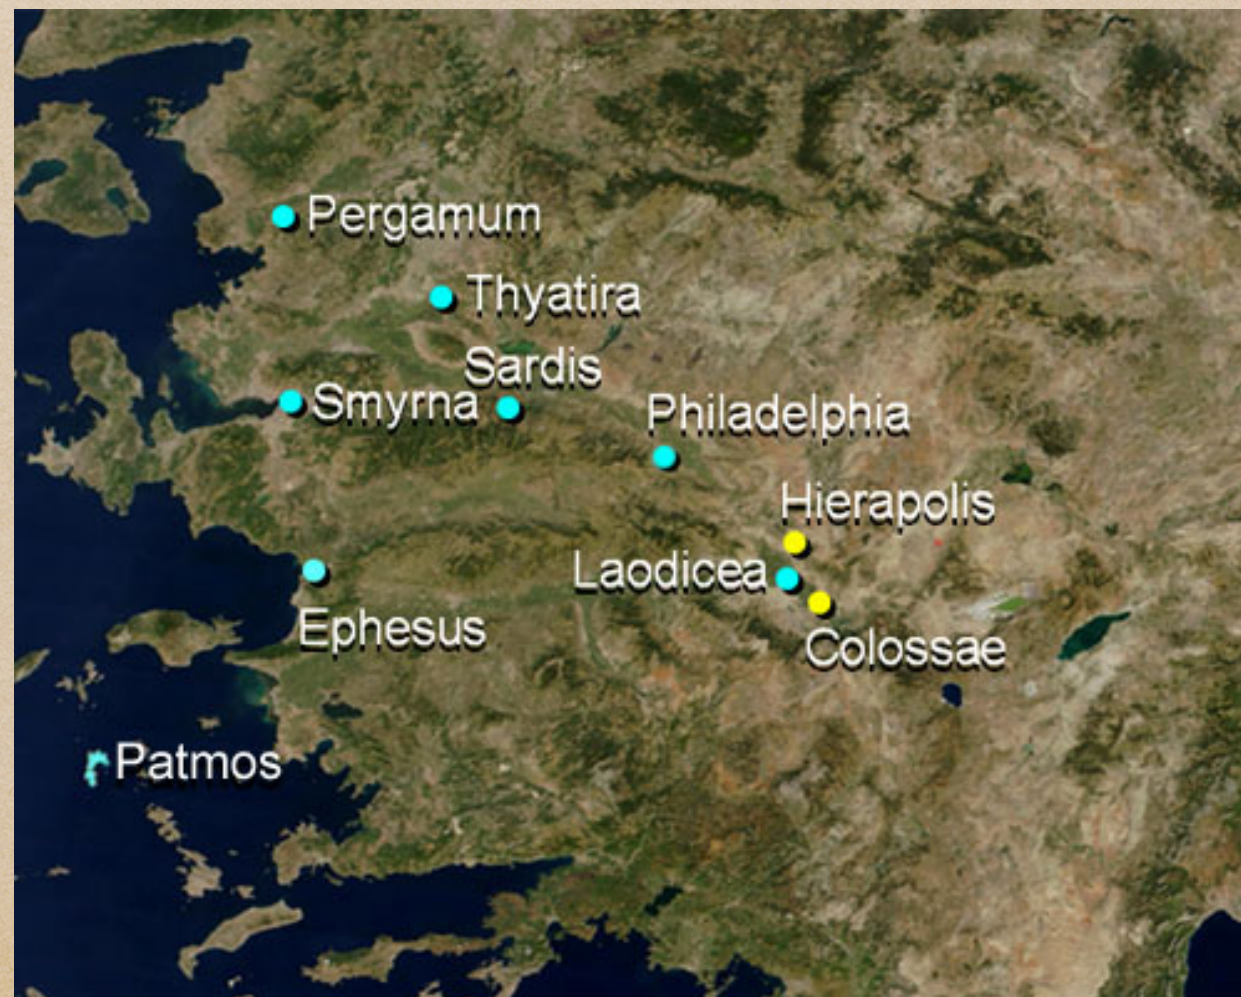 Pergamum
Thyatira
Sardis
Smyrna
Philadelphia
Hierapolis
Laodicea
Ephesus
Colossae
Patmos